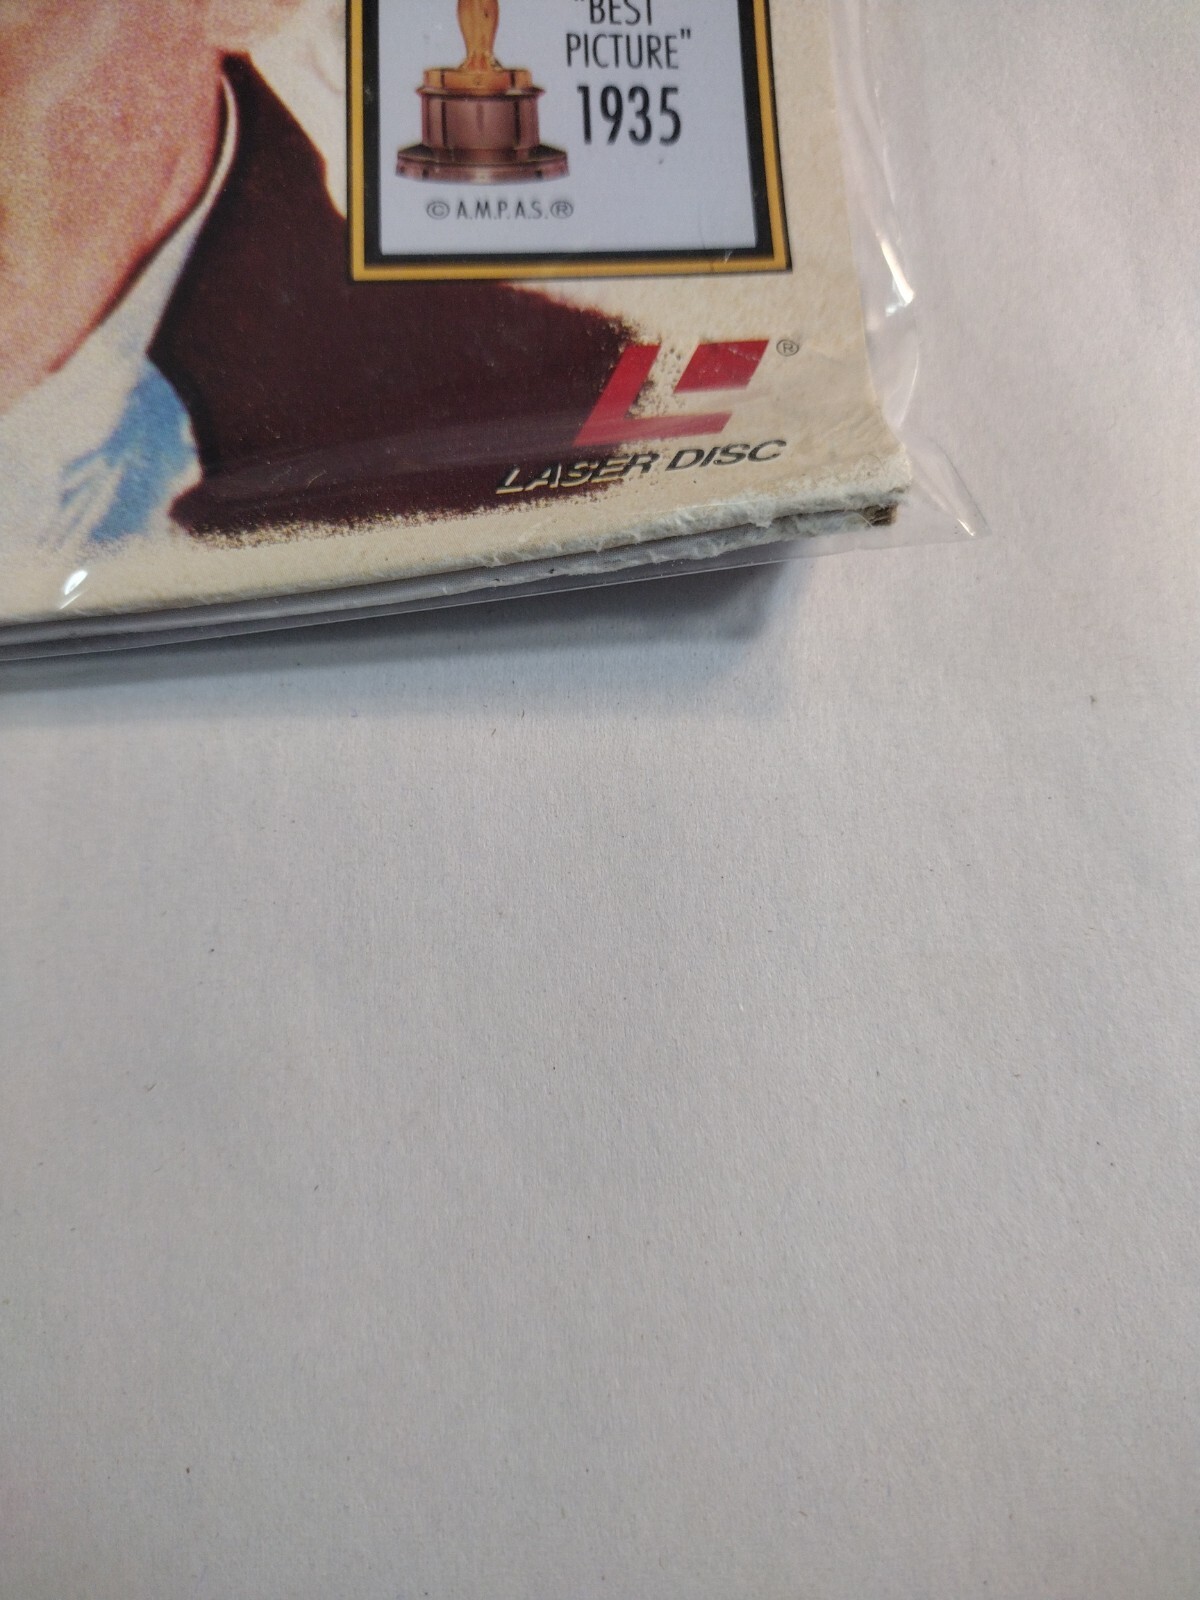 "BEST
PICTURE"
1935
© A.M.P.A.S.®
®
LASER DISC